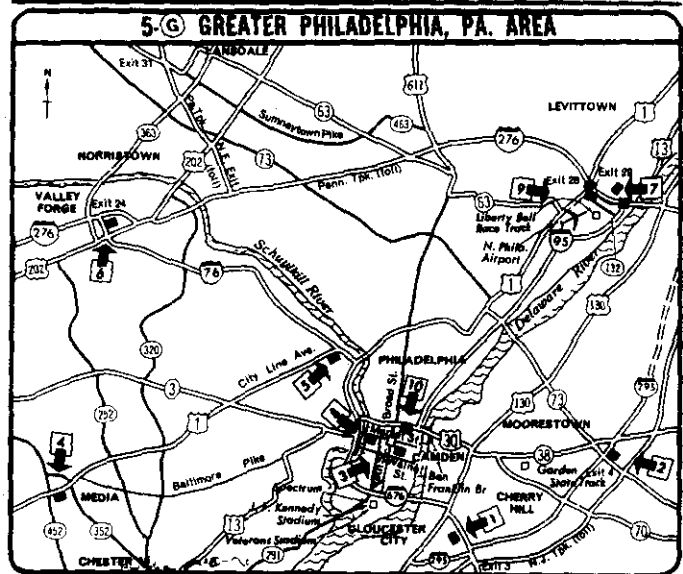 5-G GREATER PHILADELPHIA, PA. AREA
LANSDALE
Exit 31
611
N
LEVITTOWN
1
63
463
Sumneytown Pike
363
Pa. Tpk. N.E. Ext.
13
276
NORRISTOWN
202
(toll)
73
Penn. Tpk. (toll)
9
Exit 28
7
VALLEY
FORGE
Exit 24
63
Liberty Bell
Race Track
276
95
N. Phila.
Airport
202
6
76
Schuylkill River
1
132
Delaware River
130
320
City Line Ave.
PHILADELPHIA
295
3
5
Broad St.
10
130
73
252
1
MOORESTOWN
30
38
4
CAMDEN
Garden
State Track
Exit 4
2
Baltimore Pike
3
Ben
Franklin Br
MEDIA
676
CHERRY
HILL
Spectrum
Kennedy
Stadium
1
70
13
GLOUCESTER
CITY
452
352
Veterans Stadium
291
CHESTER
295
Exit 3
N.J. Tpk. (toll)